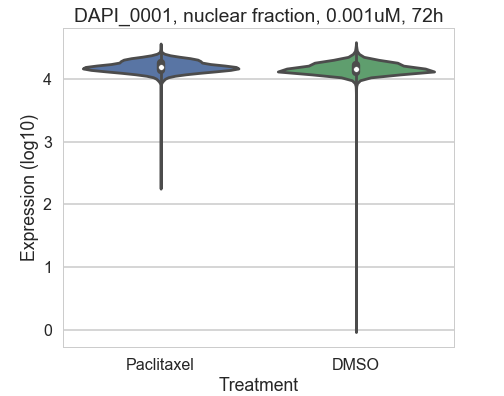 DAPI_0001, nuclear fraction, 0.001uM, 72h
Expression (log10)
4
3
2
1
0
Paclitaxel DMSO
Treatment